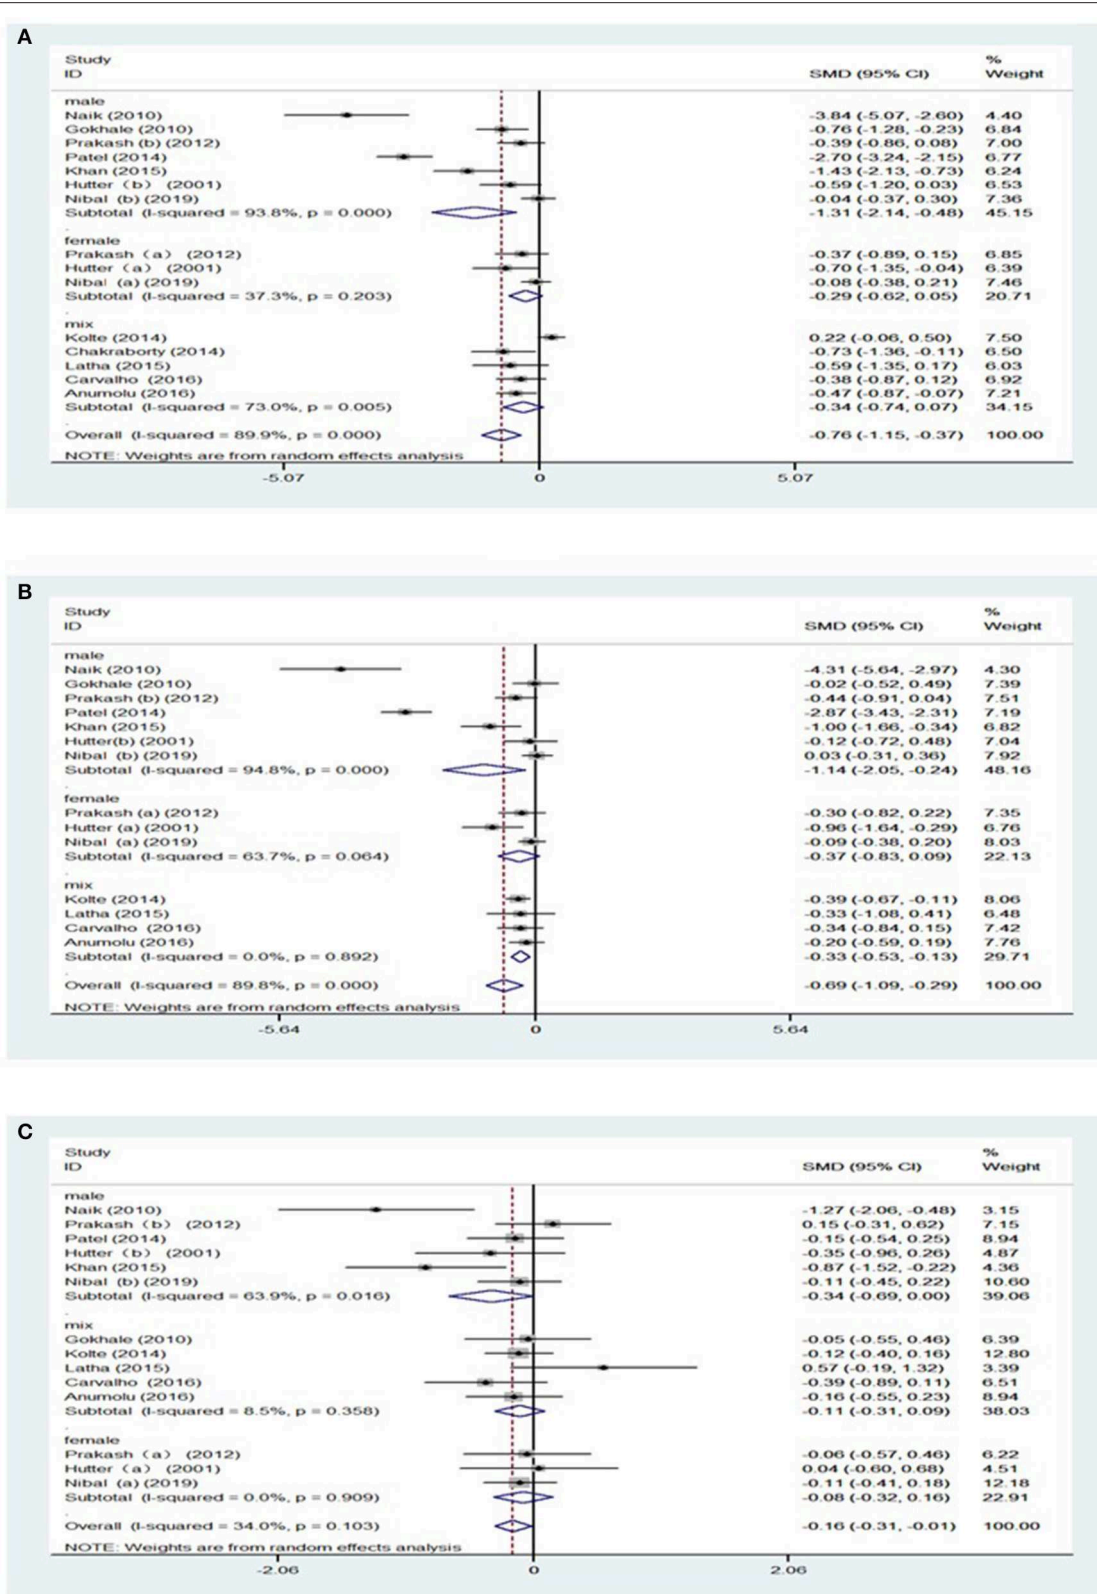 A
Study %
ID SMD (95% CI) Weight
male
Naik (2010) -3.84 (-5.07, -2.60) 4.40
Gokhale (2010) -0.76 (-1.28, -0.23) 6.84
Prakash (b) (2012) -0.39 (-0.86, 0.08) 7.00
Patel (2014) -2.70 (-3.24, -2.15) 6.77
Khan (2015) -1.43 (-2.13, -0.73) 6.24
Hutter（b） (2001) -0.59 (-1.20, 0.03) 6.53
Nibal (b) (2019) -0.04 (-0.37, 0.30) 7.36
Subtotal (I-squared = 93.8%, p = 0.000) -1.31 (-2.14, -0.48) 45.15
.
female
Prakash（a） (2012) -0.37 (-0.89, 0.15) 6.85
Hutter（a） (2001) -0.70 (-1.35, -0.04) 6.39
Nibal (a) (2019) -0.08 (-0.38, 0.21) 7.46
Subtotal (I-squared = 37.3%, p = 0.203) -0.29 (-0.62, 0.05) 20.71
.
mix
Kolte (2014) 0.22 (-0.06, 0.50) 7.50
Chakraborty (2014) -0.73 (-1.36, -0.11) 6.50
Latha (2015) -0.59 (-1.35, 0.17) 6.03
Carvalho (2016) -0.38 (-0.87, 0.12) 6.92
Anumolu (2016) -0.47 (-0.87, -0.07) 7.21
Subtotal (I-squared = 73.0%, p = 0.005) -0.34 (-0.74, 0.07) 34.15
.
Overall (I-squared = 89.9%, p = 0.000) -0.76 (-1.15, -0.37) 100.00
NOTE: Weights are from random effects analysis
-5.07 0 5.07
B
Study %
ID SMD (95% CI) Weight
male
Naik (2010) -4.31 (-5.64, -2.97) 4.30
Gokhale (2010) -0.02 (-0.52, 0.49) 7.39
Prakash (b) (2012) -0.44 (-0.91, 0.04) 7.51
Patel (2014) -2.87 (-3.43, -2.31) 7.19
Khan (2015) -1.00 (-1.66, -0.34) 6.82
Hutter(b) (2001) -0.12 (-0.72, 0.48) 7.04
Nibal (b) (2019) 0.03 (-0.31, 0.36) 7.92
Subtotal (I-squared = 94.8%, p = 0.000) -1.14 (-2.05, -0.24) 48.16
.
female
Prakash (a) (2012) -0.30 (-0.82, 0.22) 7.35
Hutter (a) (2001) -0.96 (-1.64, -0.29) 6.76
Nibal (a) (2019) -0.09 (-0.38, 0.20) 8.03
Subtotal (I-squared = 63.7%, p = 0.064) -0.37 (-0.83, 0.09) 22.13
.
mix
Kolte (2014) -0.39 (-0.67, -0.11) 8.06
Latha (2015) -0.33 (-1.08, 0.41) 6.48
Carvalho (2016) -0.34 (-0.84, 0.15) 7.42
Anumolu (2016) -0.20 (-0.59, 0.19) 7.76
Subtotal (I-squared = 0.0%, p = 0.892) -0.33 (-0.53, -0.13) 29.71
.
Overall (I-squared = 89.8%, p = 0.000) -0.69 (-1.09, -0.29) 100.00
NOTE: Weights are from random effects analysis
-5.64 0 5.64
C
Study %
ID SMD (95% CI) Weight
male
Naik (2010) -1.27 (-2.06, -0.48) 3.15
Prakash（b） (2012) 0.15 (-0.31, 0.62) 7.15
Patel (2014) -0.15 (-0.54, 0.25) 8.94
Hutter（b） (2001) -0.35 (-0.96, 0.26) 4.87
Khan (2015) -0.87 (-1.52, -0.22) 4.36
Nibal (b) (2019) -0.11 (-0.45, 0.22) 10.60
Subtotal (I-squared = 63.9%, p = 0.016) -0.34 (-0.69, 0.00) 39.06
.
mix
Gokhale (2010) -0.05 (-0.55, 0.46) 6.39
Kolte (2014) -0.12 (-0.40, 0.16) 12.80
Latha (2015) 0.57 (-0.19, 1.32) 3.39
Carvalho (2016) -0.39 (-0.89, 0.11) 6.51
Anumolu (2016) -0.16 (-0.55, 0.23) 8.94
Subtotal (I-squared = 8.5%, p = 0.358) -0.11 (-0.31, 0.09) 38.03
.
female
Prakash（a） (2012) -0.06 (-0.57, 0.46) 6.22
Hutter（a） (2001) 0.04 (-0.60, 0.68) 4.51
Nibal (a) (2019) -0.11 (-0.41, 0.18) 12.18
Subtotal (I-squared = 0.0%, p = 0.909) -0.08 (-0.32, 0.16) 22.91
.
Overall (I-squared = 34.0%, p = 0.103) -0.16 (-0.31, -0.01) 100.00
NOTE: Weights are from random effects analysis
-2.06 0 2.06